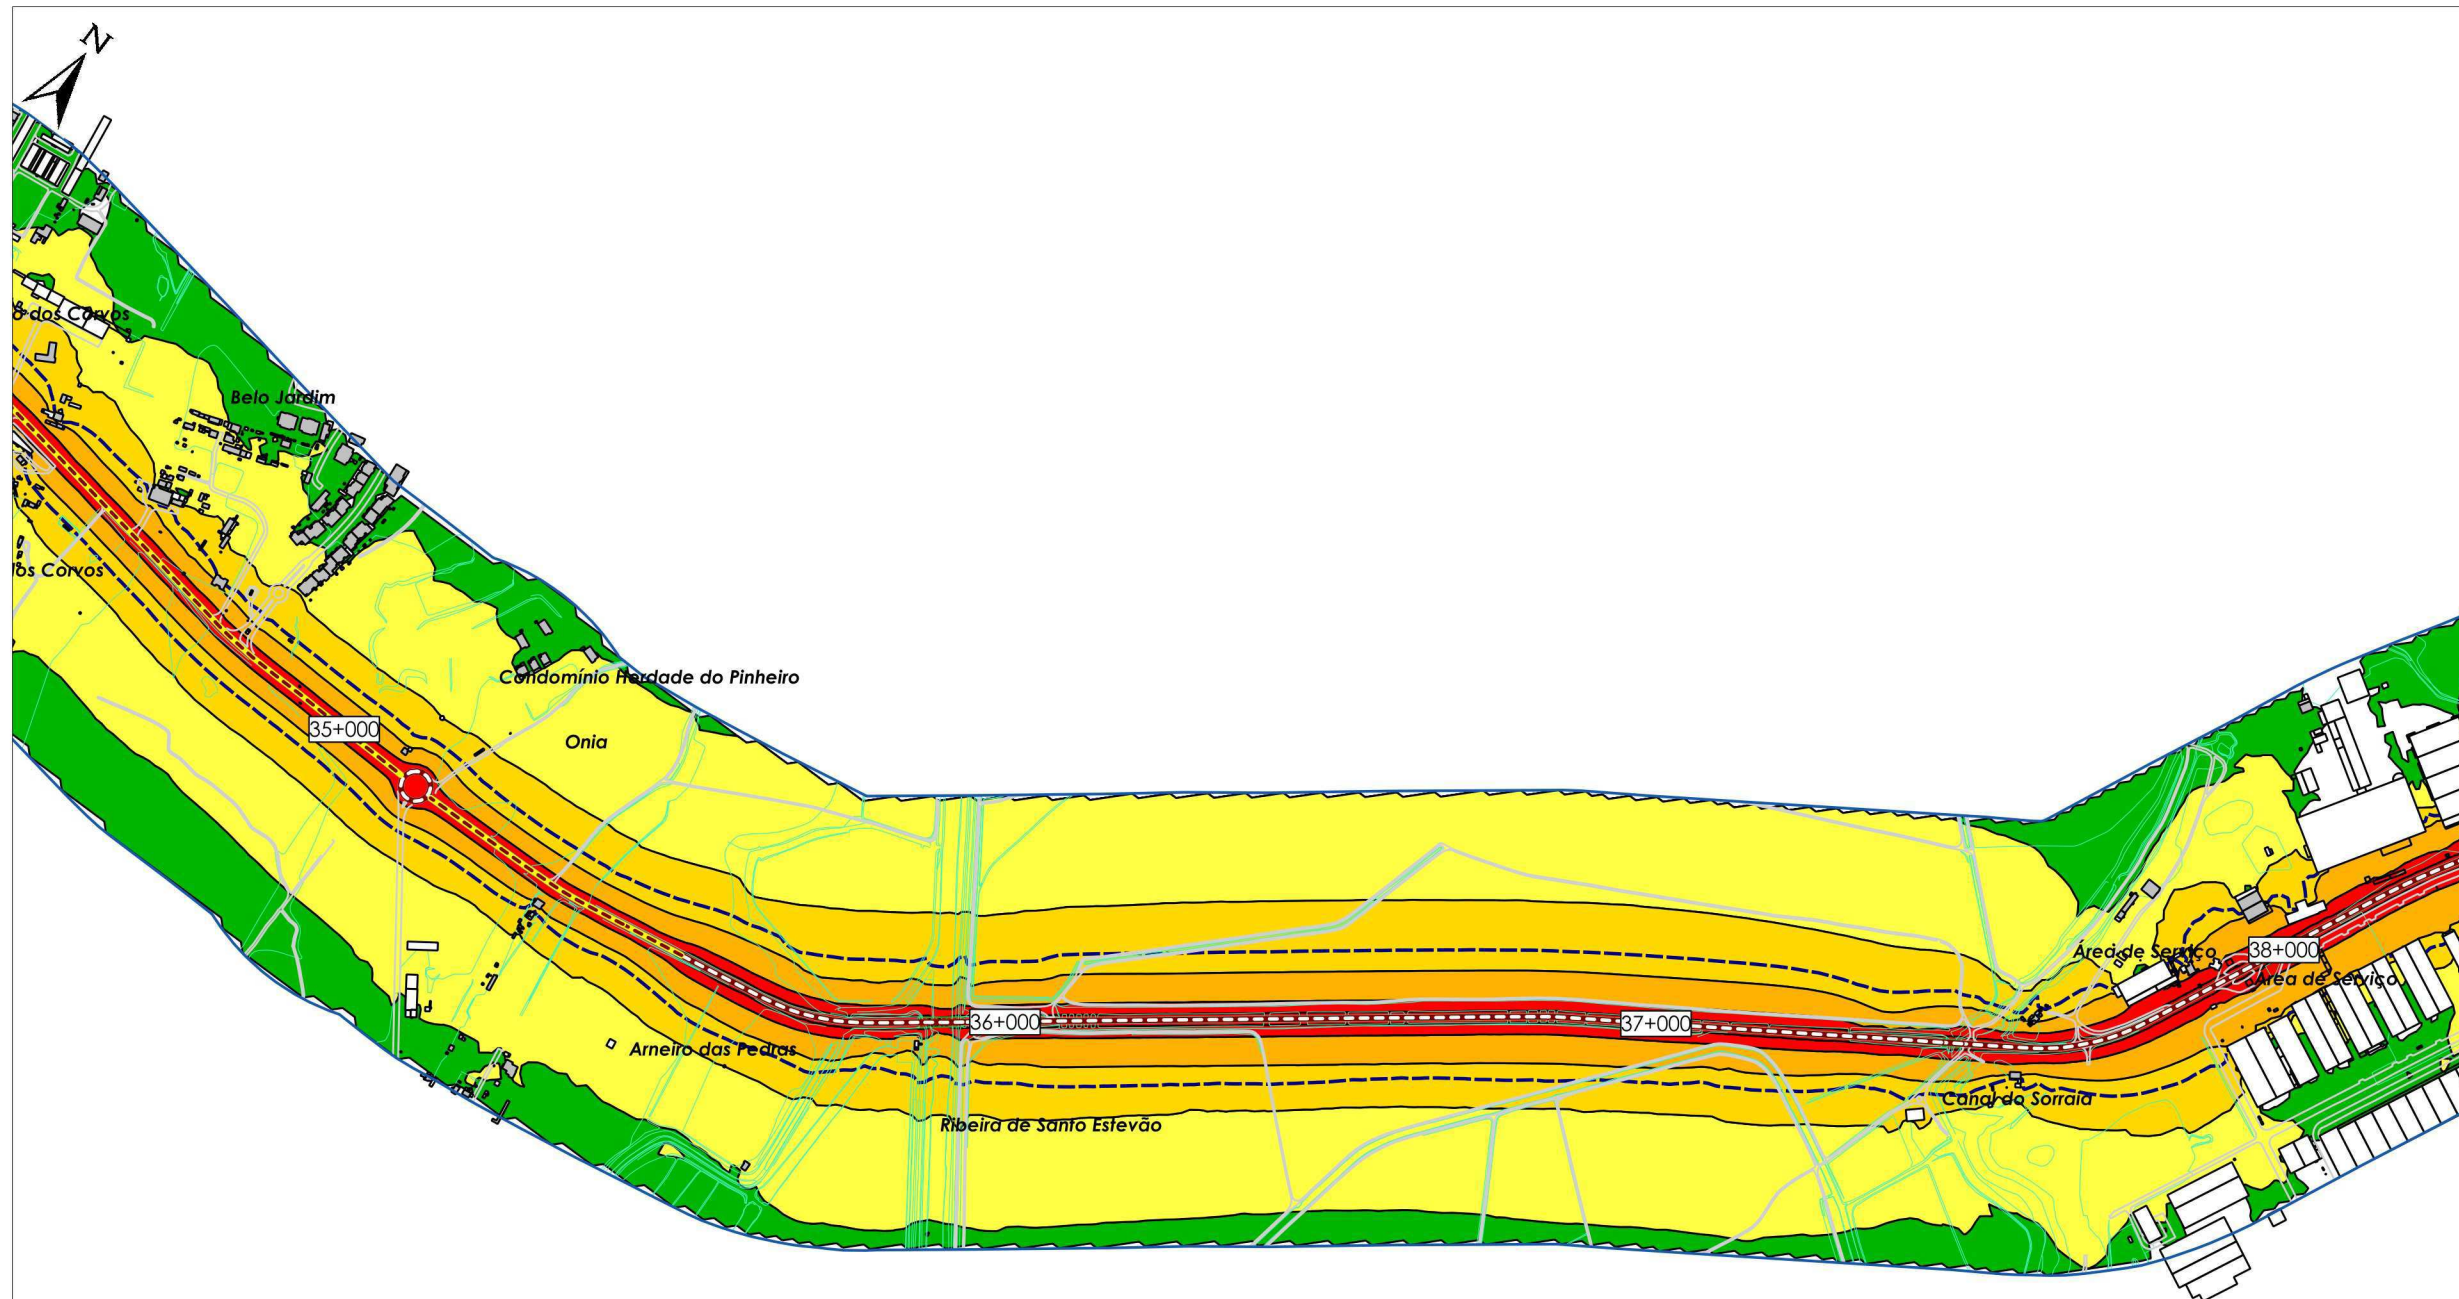 N
dos Corvos
Belo Jardim
los Corvos
Condomínio Herdade do Pinheiro
35+000
Onia
Área de Serviço
38+000
Área de Serviço
36+000
37+000
Arneiro das Pedras
Canal do Sorraia
Ribeira de Santo Estevão